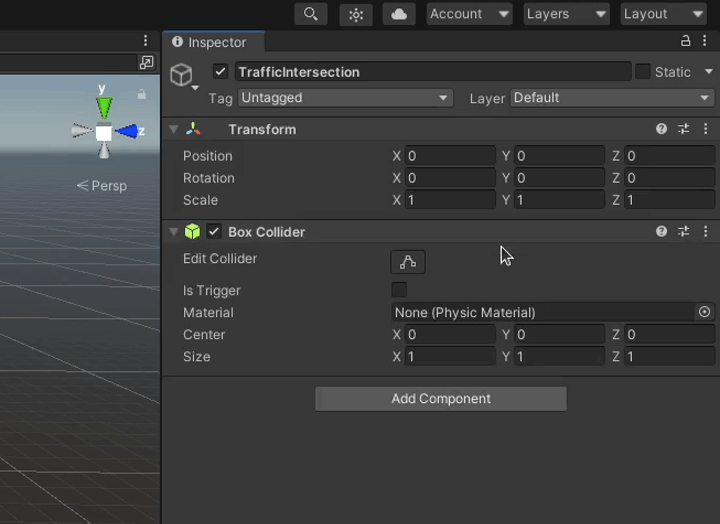 Account Layers Layout
Inspector
TrafficIntersection Static
Tag Untagged Layer Default
y
z
Persp
Transform
Position X 0 Y 0 Z 0
Rotation X 0 Y 0 Z 0
Scale X 1 Y 1 Z 1
Box Collider
Edit Collider
Is Trigger
Material None (Physic Material)
Center X 0 Y 0 Z 0
Size X 1 Y 1 Z 1
Add Component